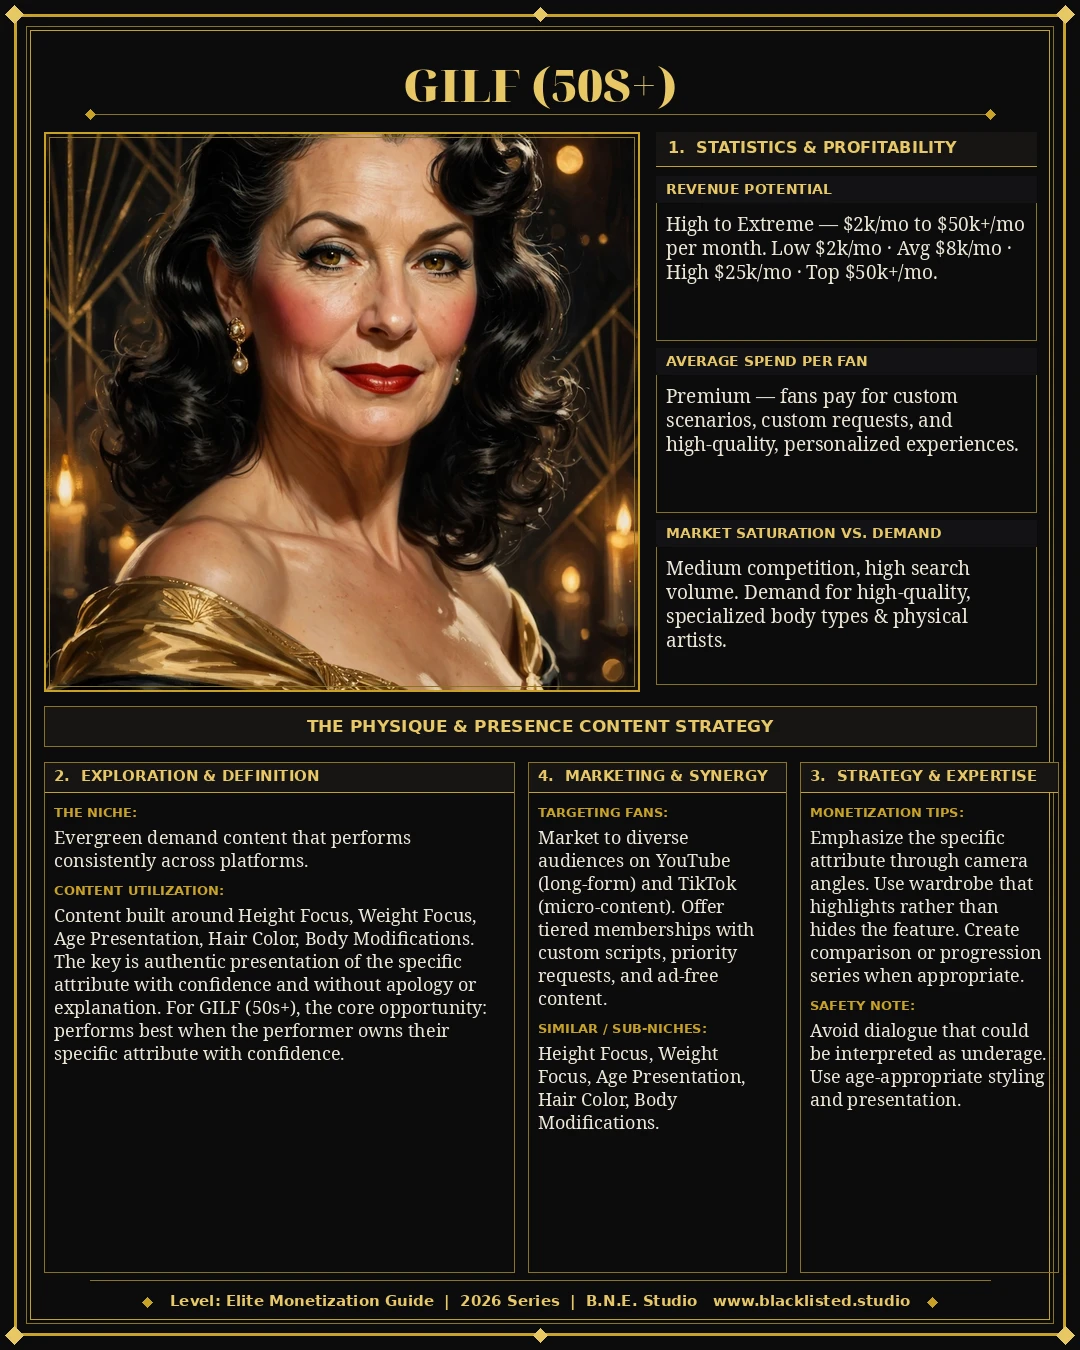 GILF (50S+)
1. STATISTICS & PROFITABILITY
REVENUE POTENTIAL
High to Extreme — $2k/mo to $50k+/mo
per month. Low $2k/mo · Avg $8k/mo ·
High $25k/mo · Top $50k+/mo.
AVERAGE SPEND PER FAN
Premium — fans pay for custom
scenarios, custom requests, and
high-quality, personalized experiences.
MARKET SATURATION VS. DEMAND
Medium competition, high search
volume. Demand for high-quality,
specialized body types & physical
artists.
THE PHYSIQUE & PRESENCE CONTENT STRATEGY
2. EXPLORATION & DEFINITION
THE NICHE:
Evergreen demand content that performs
consistently across platforms.
CONTENT UTILIZATION:
Content built around Height Focus, Weight Focus,
Age Presentation, Hair Color, Body Modifications.
The key is authentic presentation of the specific
attribute with confidence and without apology or
explanation. For GILF (50s+), the core opportunity:
performs best when the performer owns their
specific attribute with confidence.
4. MARKETING & SYNERGY
TARGETING FANS:
Market to diverse
audiences on YouTube
(long-form) and TikTok
(micro-content). Offer
tiered memberships with
custom scripts, priority
requests, and ad-free
content.
SIMILAR / SUB-NICHES:
Height Focus, Weight
Focus, Age Presentation,
Hair Color, Body
Modifications.
3. STRATEGY & EXPERTISE
MONETIZATION TIPS:
Emphasize the specific
attribute through camera
angles. Use wardrobe that
highlights rather than
hides the feature. Create
comparison or progression
series when appropriate.
SAFETY NOTE:
Avoid dialogue that could
be interpreted as underage.
Use age-appropriate styling
and presentation.
Level: Elite Monetization Guide | 2026 Series | B.N.E. Studio www.blacklisted.studio